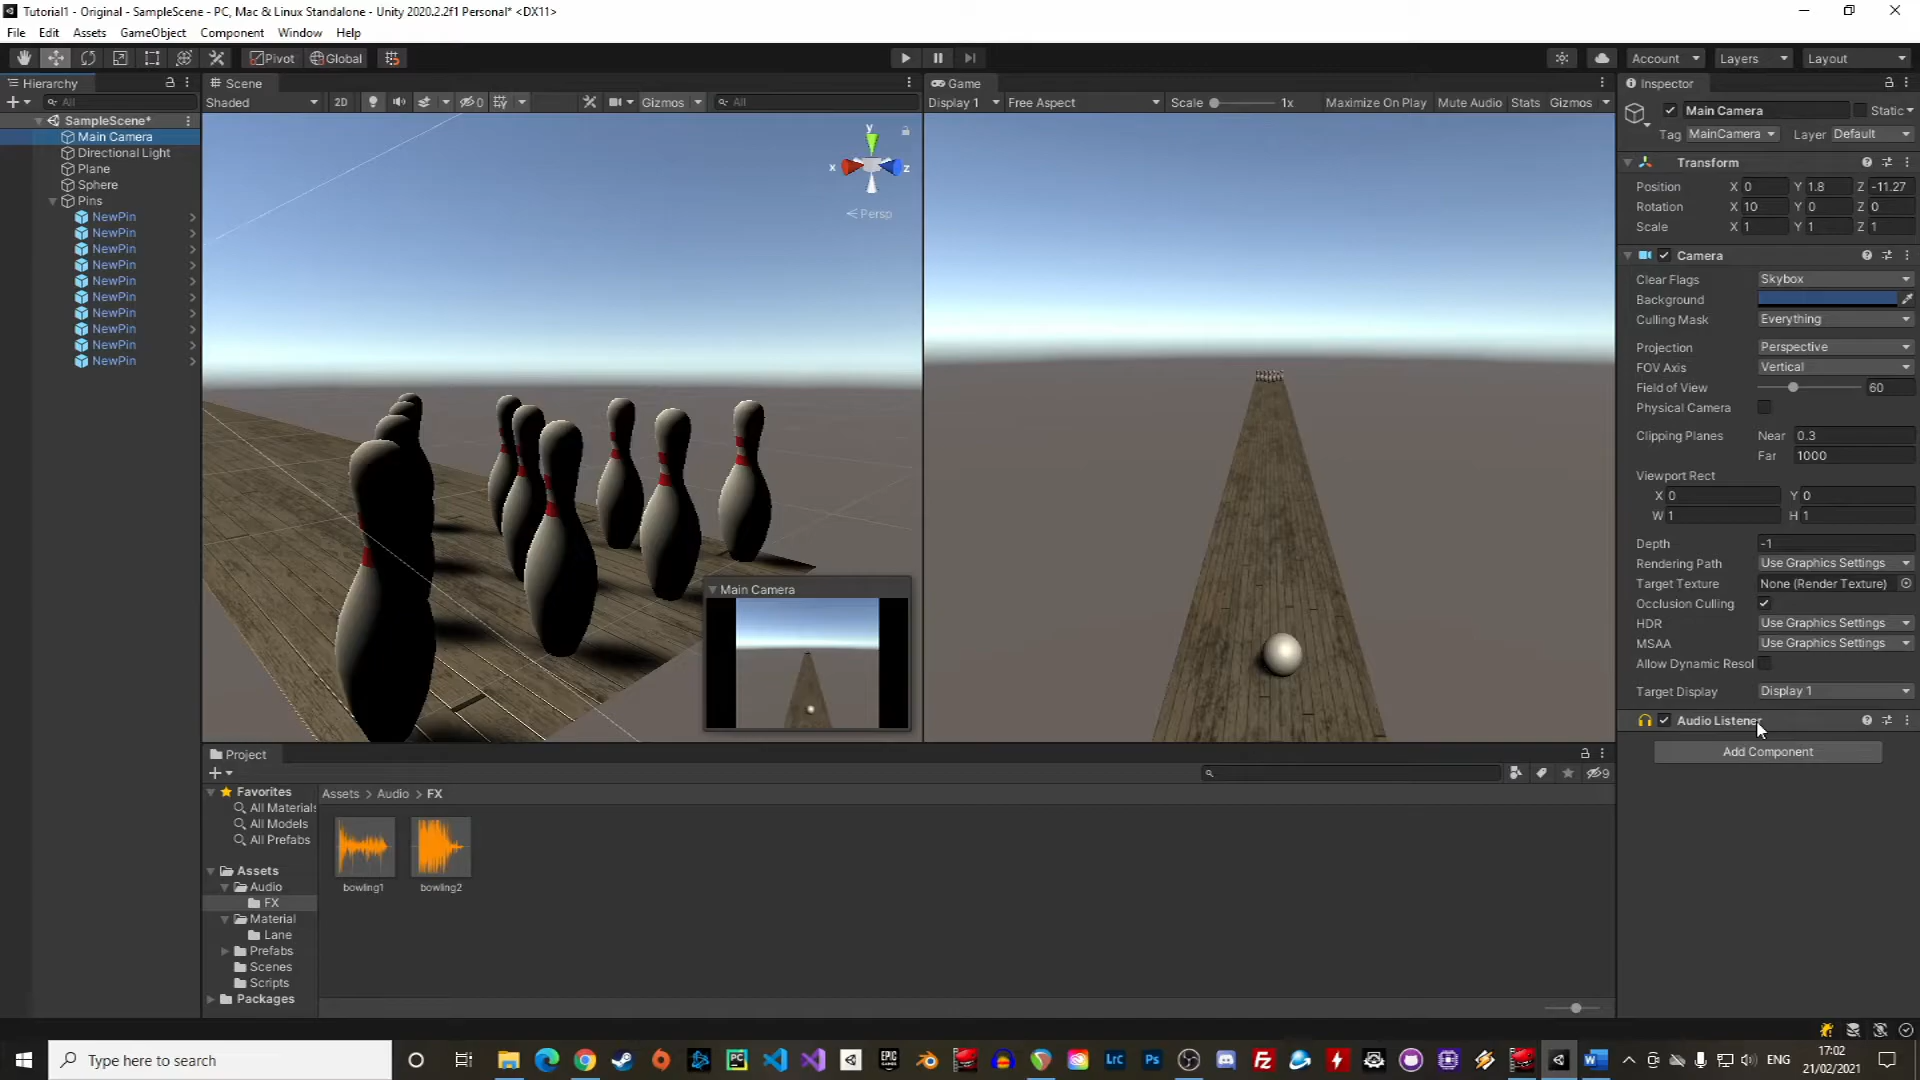 Tutorial1 - Original - SampleScene - PC, Mac & Linux Standalone - Unity 2020.2.2f1 Personal* <DX11>
File Edit Assets GameObject Component Window Help
Pivot Global Account Layers Layout
Hierarchy
All
SampleScene*
Main Camera
Directional Light
Plane
Sphere
Pins
NewPin
NewPin
NewPin
NewPin
NewPin
NewPin
NewPin
NewPin
NewPin
NewPin
Scene
Shaded 2D 0 Gizmos All
y
x z
Persp
Main Camera
Game
Display 1 Free Aspect Scale 1x Maximize On Play Mute Audio Stats Gizmos
Inspector
Main Camera Static
Tag MainCamera Layer Default
Transform
Position X 0 Y 1.8 Z -11.27
Rotation X 10 Y 0 Z 0
Scale X 1 Y 1 Z 1
Camera
Clear Flags Skybox
Background
Culling Mask Everything
Projection Perspective
FOV Axis Vertical
Field of View 60
Physical Camera
Clipping Planes Near 0.3
Far 1000
Viewport Rect
X 0 Y 0
W 1 H 1
Depth -1
Rendering Path Use Graphics Settings
Target Texture None (Render Texture)
Occlusion Culling
HDR Use Graphics Settings
MSAA Use Graphics Settings
Allow Dynamic Resol
Target Display Display 1
Audio Listener
Add Component
Project
9
Favorites
All Materials
All Models
All Prefabs
Assets
Audio
FX
Material
Lane
Prefabs
Scenes
Scripts
Packages
Assets > Audio > FX
bowling1 bowling2
Type here to search
PC EPIC GAMES LrC Ps Fz W ENG
17:02
21/02/2021